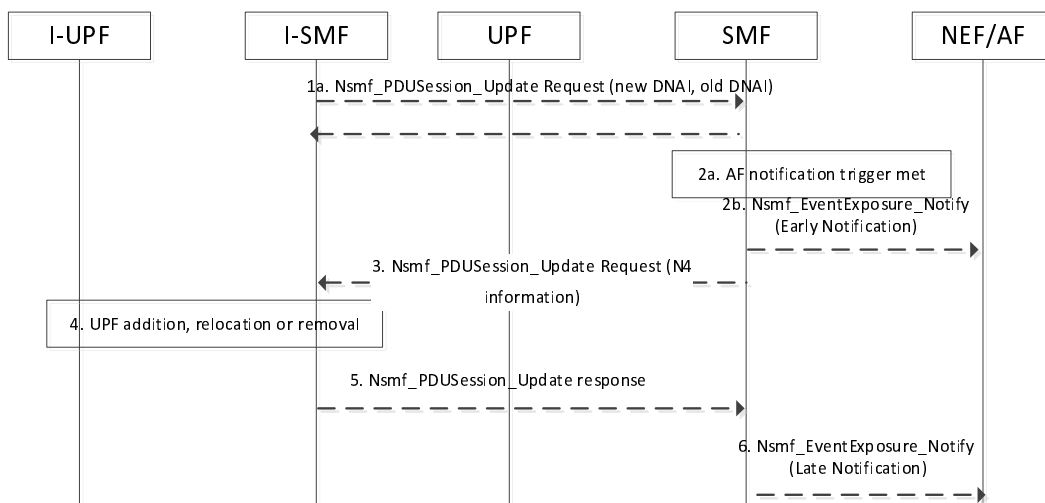 I-UPF
I-SMF
UPF
SMF
NEF/AF
1a. Nsmf_PDUSession_Update Request (new DNAI, old DNAI)
2a. AF notification trigger met
2b. Nsmf_EventExposure_Notify
(Early Notification)
3. Nsmf_PDUSession_Update Request (N4
information)
4. UPF addition, relocation or removal
5. Nsmf_PDUSession_Update response
6. Nsmf_EventExposure_Notify
(Late Notification)